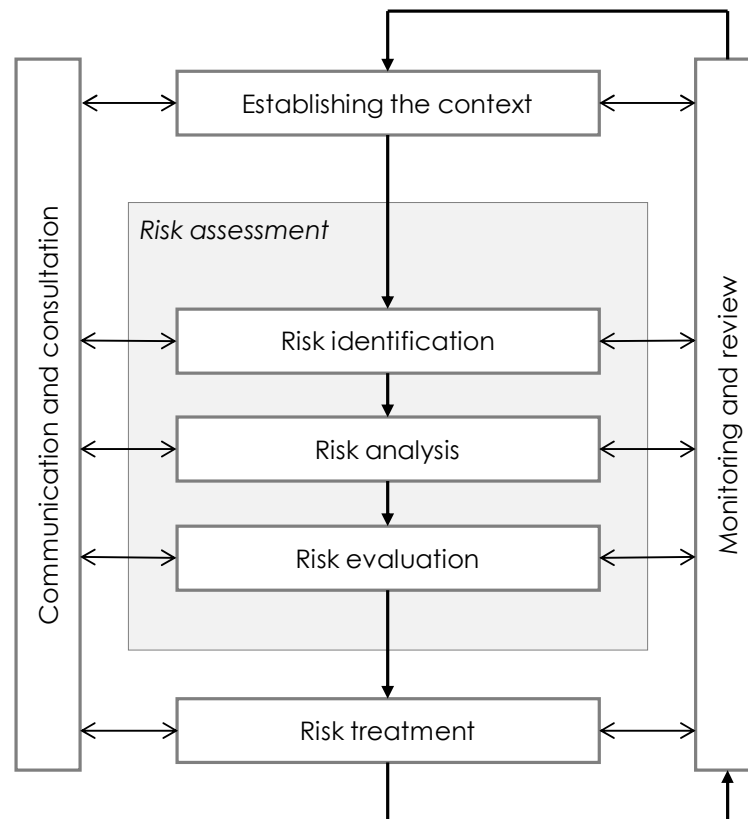 Establishing the context
Communication and consultation
Risk assessment
Risk identification
Risk analysis
Risk evaluation
Risk treatment
Monitoring and review